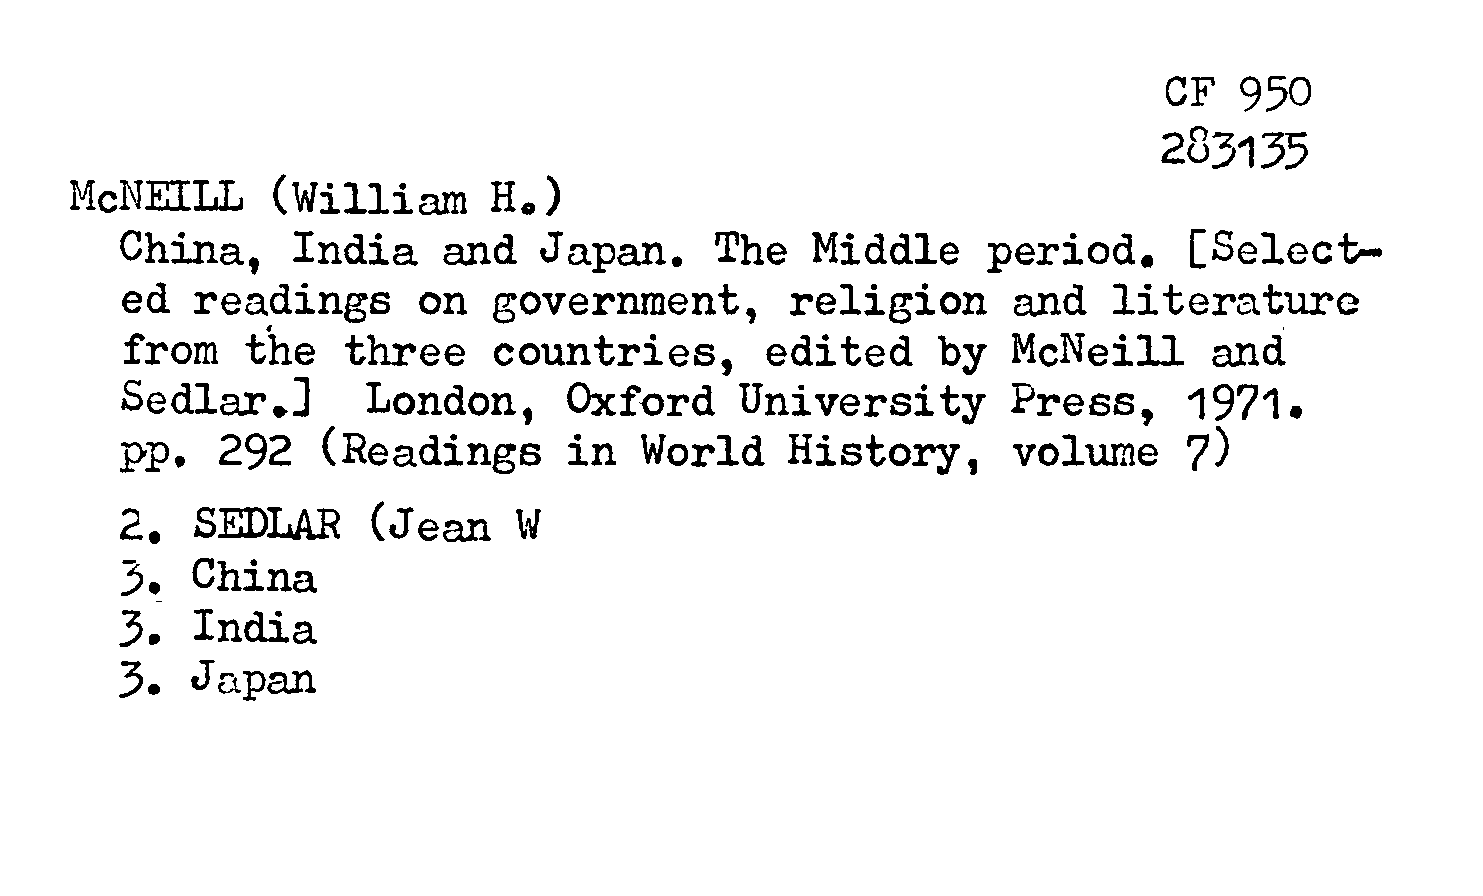 CF 950
283135
McNEILL (William H.)
China, India and Japan. The Middle period. [Select-
ed readings on government, religion and literature
from the three countries, edited by McNeill and
Sedlar.] London, Oxford University Press, 1971.
pp. 292 (Readings in World History, volume 7)
2. SEDLAR (Jean W
3. China
3. India
3. Japan